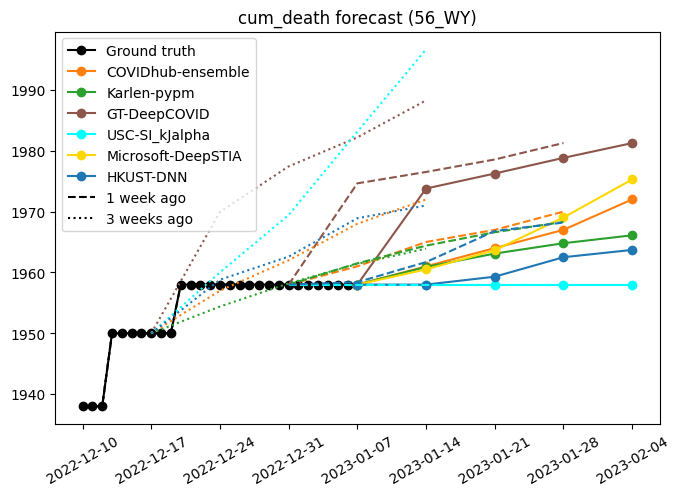 cum_death forecast (56_WY)
Ground truth
COVIDhub-ensemble
Karlen-pypm
GT-DeepCOVID
USC-SI_kJalpha
Microsoft-DeepSTIA
HKUST-DNN
1 week ago
3 weeks ago
1990
1980
1970
1960
1950
1940
2022-12-10
2022-12-17
2022-12-24
2022-12-31
2023-01-07
2023-01-14
2023-01-21
2023-01-28
2023-02-04